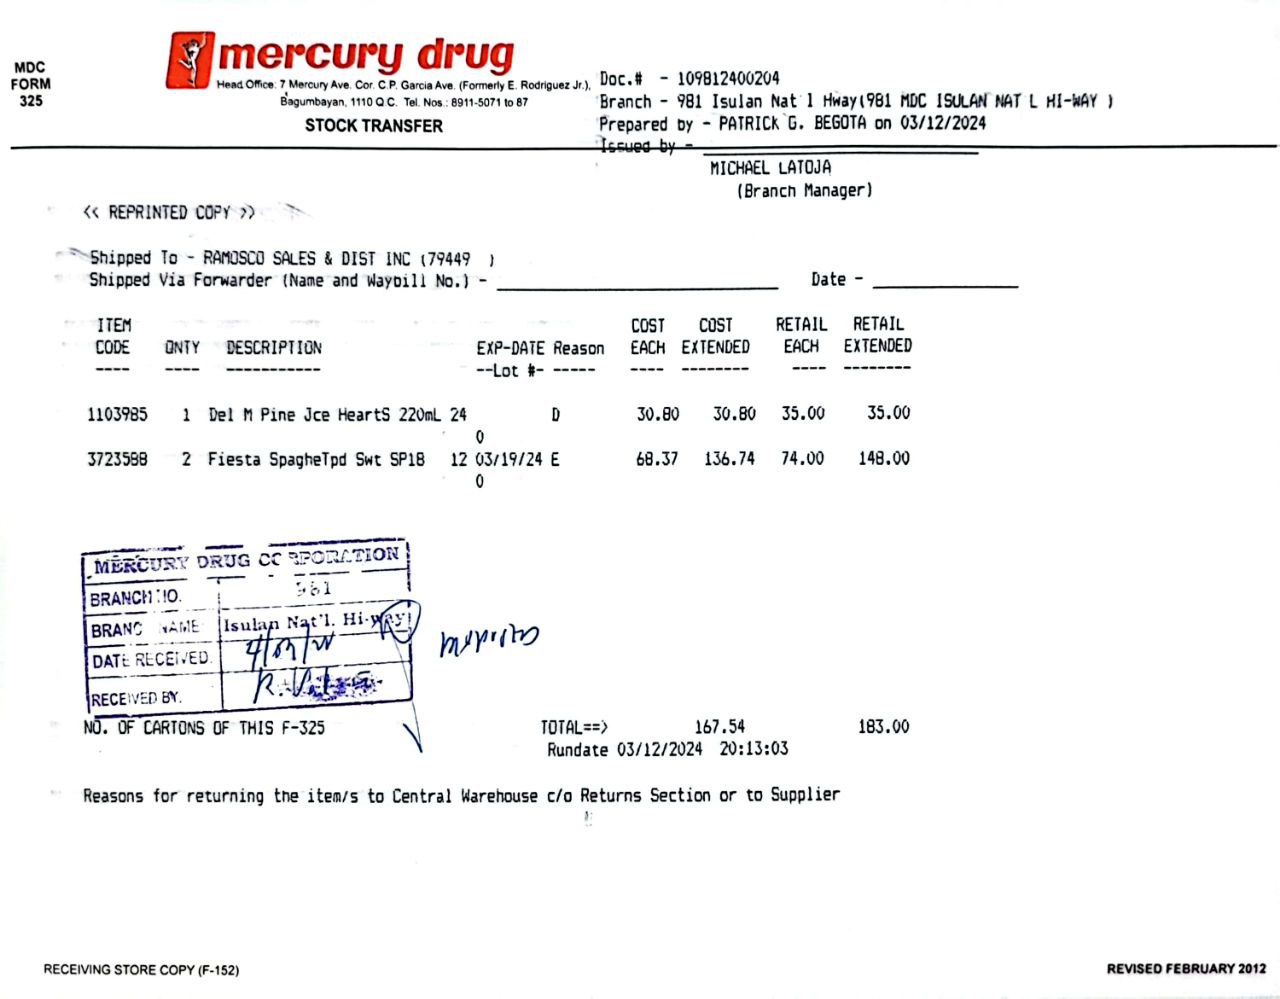 MDC
FORM
325
mercury drug
Head Office: 7 Mercury Ave. Cor. C.P. Garcia Ave. (Formerly E. Rodriguez Jr.),
Bagumbayan, 1110 Q.C. Tel. Nos.: 8911-5071 to 87
STOCK TRANSFER
Doc.# - 109812400204
Branch - 981 Isulan Nat'l Hway(981 MDC ISULAN NAT L HI-WAY )
Prepared by - PATRICK G. BEGOTA on 03/12/2024
Issued by -
MICHAEL LATOJA
(Branch Manager)
<< REPRINTED COPY >>
Shipped To - RAMOSCO SALES & DIST INC (79449 )
Shipped Via Forwarder (Name and Waybill No.) - Date -
ITEM COST COST RETAIL RETAIL
CODE QNTY DESCRIPTION EXP-DATE Reason EACH EXTENDED EACH EXTENDED
---- ---- ----------- --Lot #- ----- ---- -------- ---- --------
1103985 1 Del M Pine Jce HeartS 220mL 24 D 30.80 30.80 35.00 35.00
0
3723588 2 Fiesta SpagheTpd Swt SP18 12 03/19/24 E 68.37 136.74 74.00 148.00
0
MERCURY DRUG CORPORATION
BRANCH NO. 981
BRANCH NAME Isulan Nat'l. Hi-way
DATE RECEIVED.
RECEIVED BY.
NO. OF CARTONS OF THIS F-325 TOTAL==> 167.54 183.00
Rundate 03/12/2024 20:13:03
Reasons for returning the item/s to Central Warehouse c/o Returns Section or to Supplier
RECEIVING STORE COPY (F-152)
REVISED FEBRUARY 2012